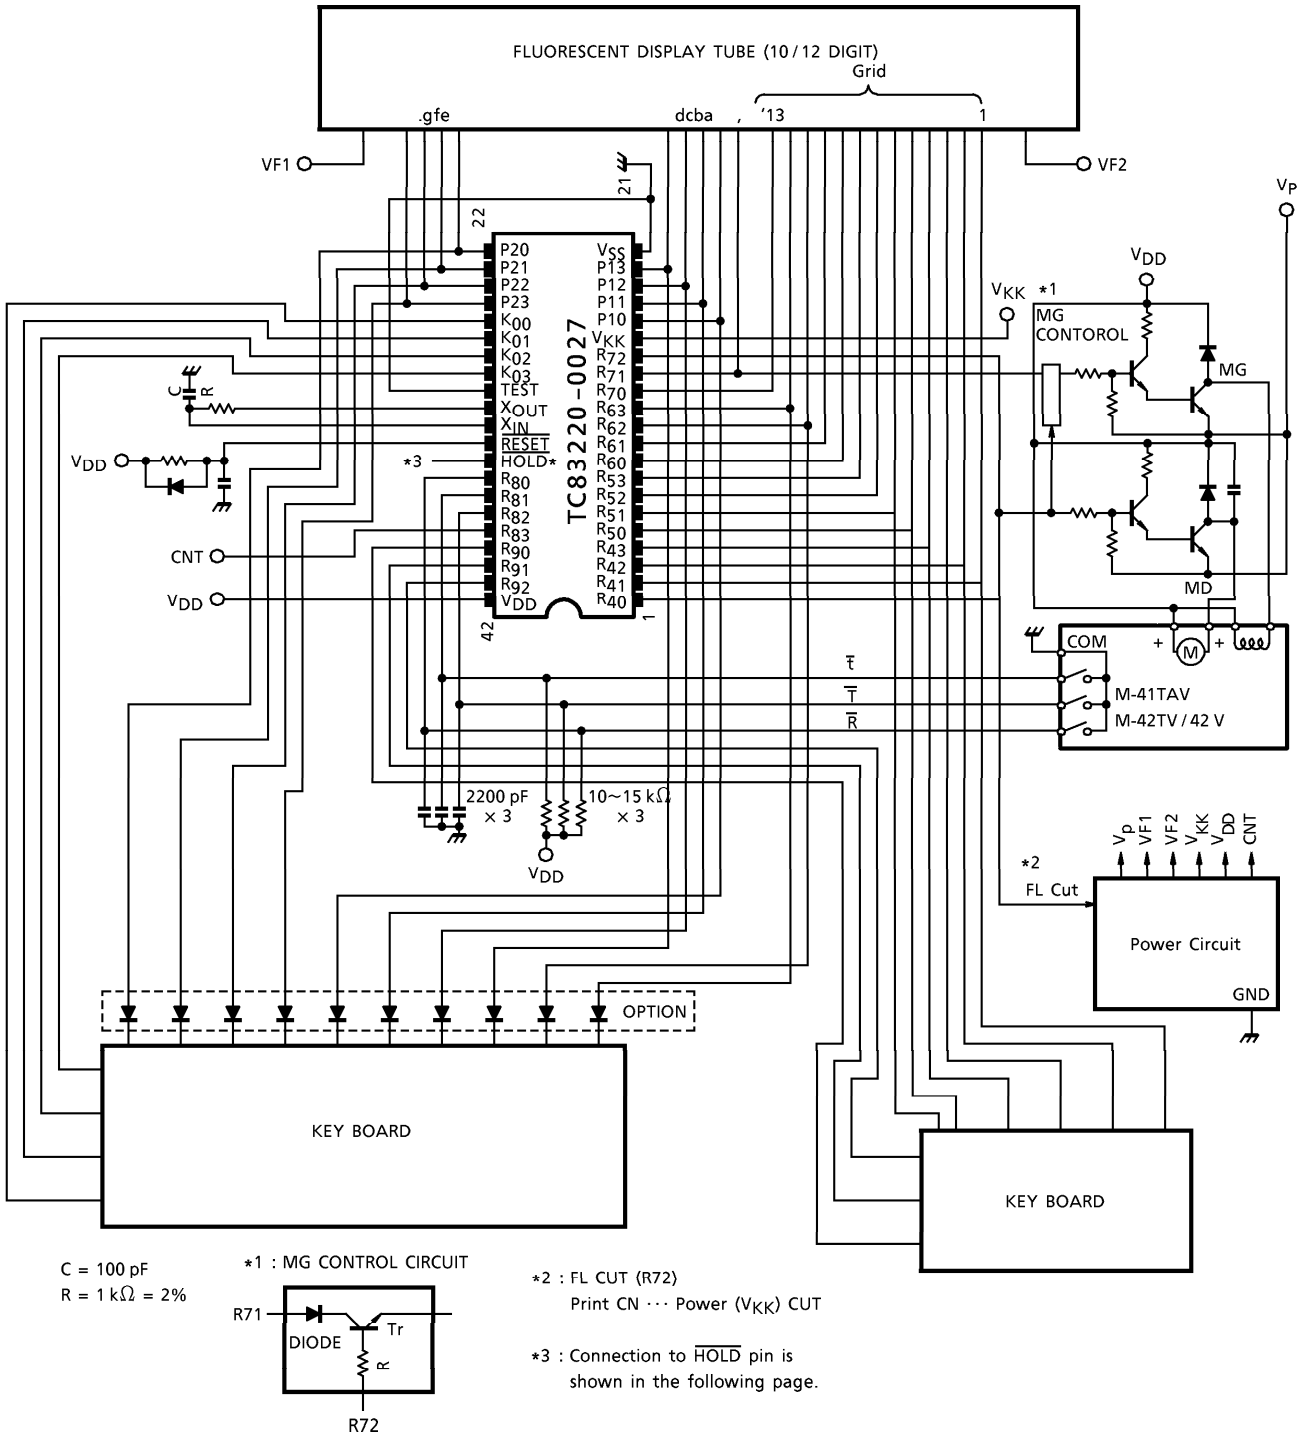 FLUORESCENT DISPLAY TUBE (10/12 DIGIT)
Grid
.gfe
dcba
,
'13
1
VF1
VF2
21
22
VP
VDD
VKK
*1
MG
CONTOROL
MG
MD
P20
P21
P22
P23
K00
K01
K02
K03
TEST
XOUT
XIN
RESET
HOLD*
R80
R81
R82
R83
R90
R91
R92
VDD
TC83220-0027
VSS
P13
P12
P11
P10
VKK
R72
R71
R70
R63
R62
R61
R60
R53
R52
R51
R50
R43
R42
R41
R40
42
1
C
R
VDD
*3
CNT
VDD
COM
+
M
+
t
T
R
M-41TAV
M-42TV/42 V
2200 pF
× 3
10~15 kΩ
× 3
VDD
Vp
VF1
VF2
VKK
VDD
CNT
*2
FL Cut
Power Circuit
GND
OPTION
KEY BOARD
KEY BOARD
C = 100 pF
R = 1 kΩ = 2%
*1 : MG CONTROL CIRCUIT
R71
DIODE
Tr
R
R72
*2 : FL CUT (R72)
Print CN ··· Power (VKK) CUT
*3 : Connection to HOLD pin is
shown in the following page.